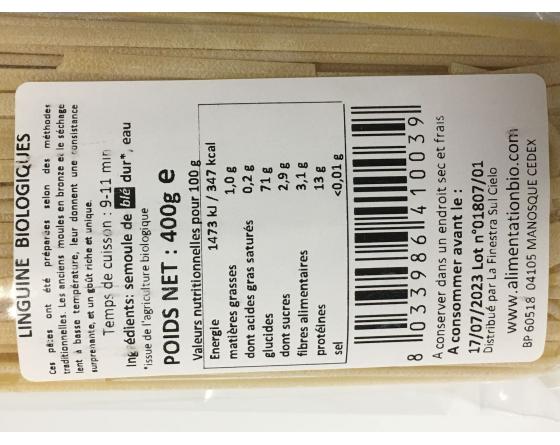 LINGUINE BIOLOGIQUES
Ces pâtes ont été préparées selon des méthodes
traditionnelles. Les anciens moules en bronze et le séchage
lent à basse température, leur donnent une consistance
surprenante, et un goût riche et unique.
Temps de cuisson : 9-11 min
Ingrédients: semoule de blé dur*, eau
*issue de l'agriculture biologique
POIDS NET : 400g e
Valeurs nutritionnelles pour 100 g
Energie 1473 kJ / 347 kcal
matières grasses 1,0 g
dont acides gras saturés 0,2 g
glucides 71 g
dont sucres 2,9 g
fibres alimentaires 3,1 g
protéines 13 g
sel <0,01 g
8 033986 410039
A conserver dans un endroit sec et frais
A consommer avant le :
17/07/2023 Lot n°01807/01
Distribué par La Finestra Sul Cielo
www.alimentationbio.com
BP 60518 04105 MANOSQUE CEDEX